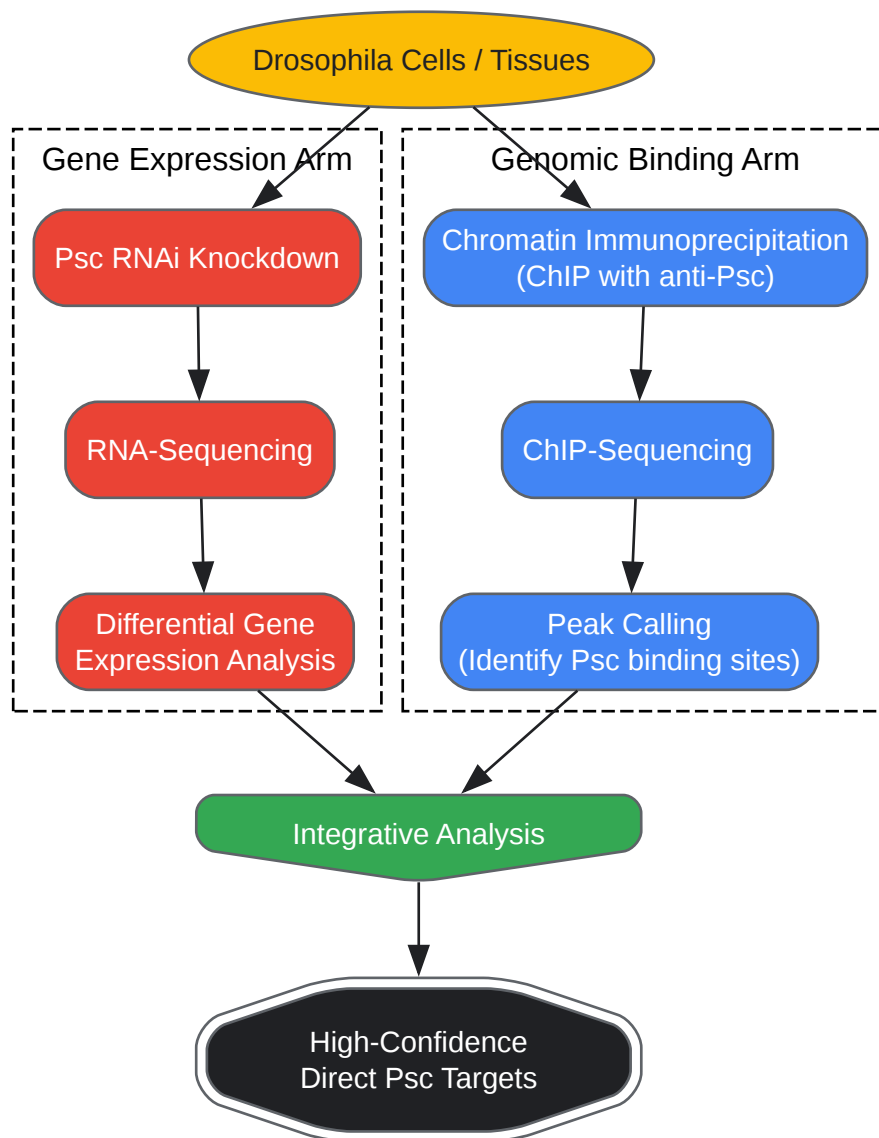 Drosophila Cells / Tissues
Gene Expression Arm
Genomic Binding Arm
Psc RNAi Knockdown
Chromatin Immunoprecipitation
(ChIP with anti-Psc)
RNA-Sequencing
ChIP-Sequencing
Differential Gene
Expression Analysis
Peak Calling
(Identify Psc binding sites)
Integrative Analysis
High-Confidence
Direct Psc Targets